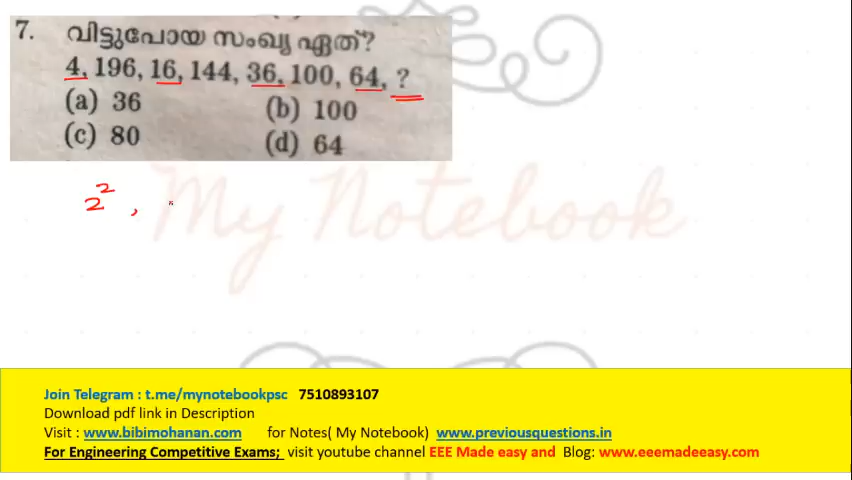 7. വിട്ടുപോയ സംഖ്യ ഏത്?
4, 196, 16, 144, 36, 100, 64, ?
(a) 36 (b) 100
(c) 80 (d) 64
2² ,
My Notebook
Join Telegram : t.me/mynotebookpsc 7510893107
Download pdf link in Description
Visit : www.bibimohanan.com for Notes( My Notebook) www.previousquestions.in
For Engineering Competitive Exams; visit youtube channel EEE Made easy and Blog: www.eeemadeeasy.com